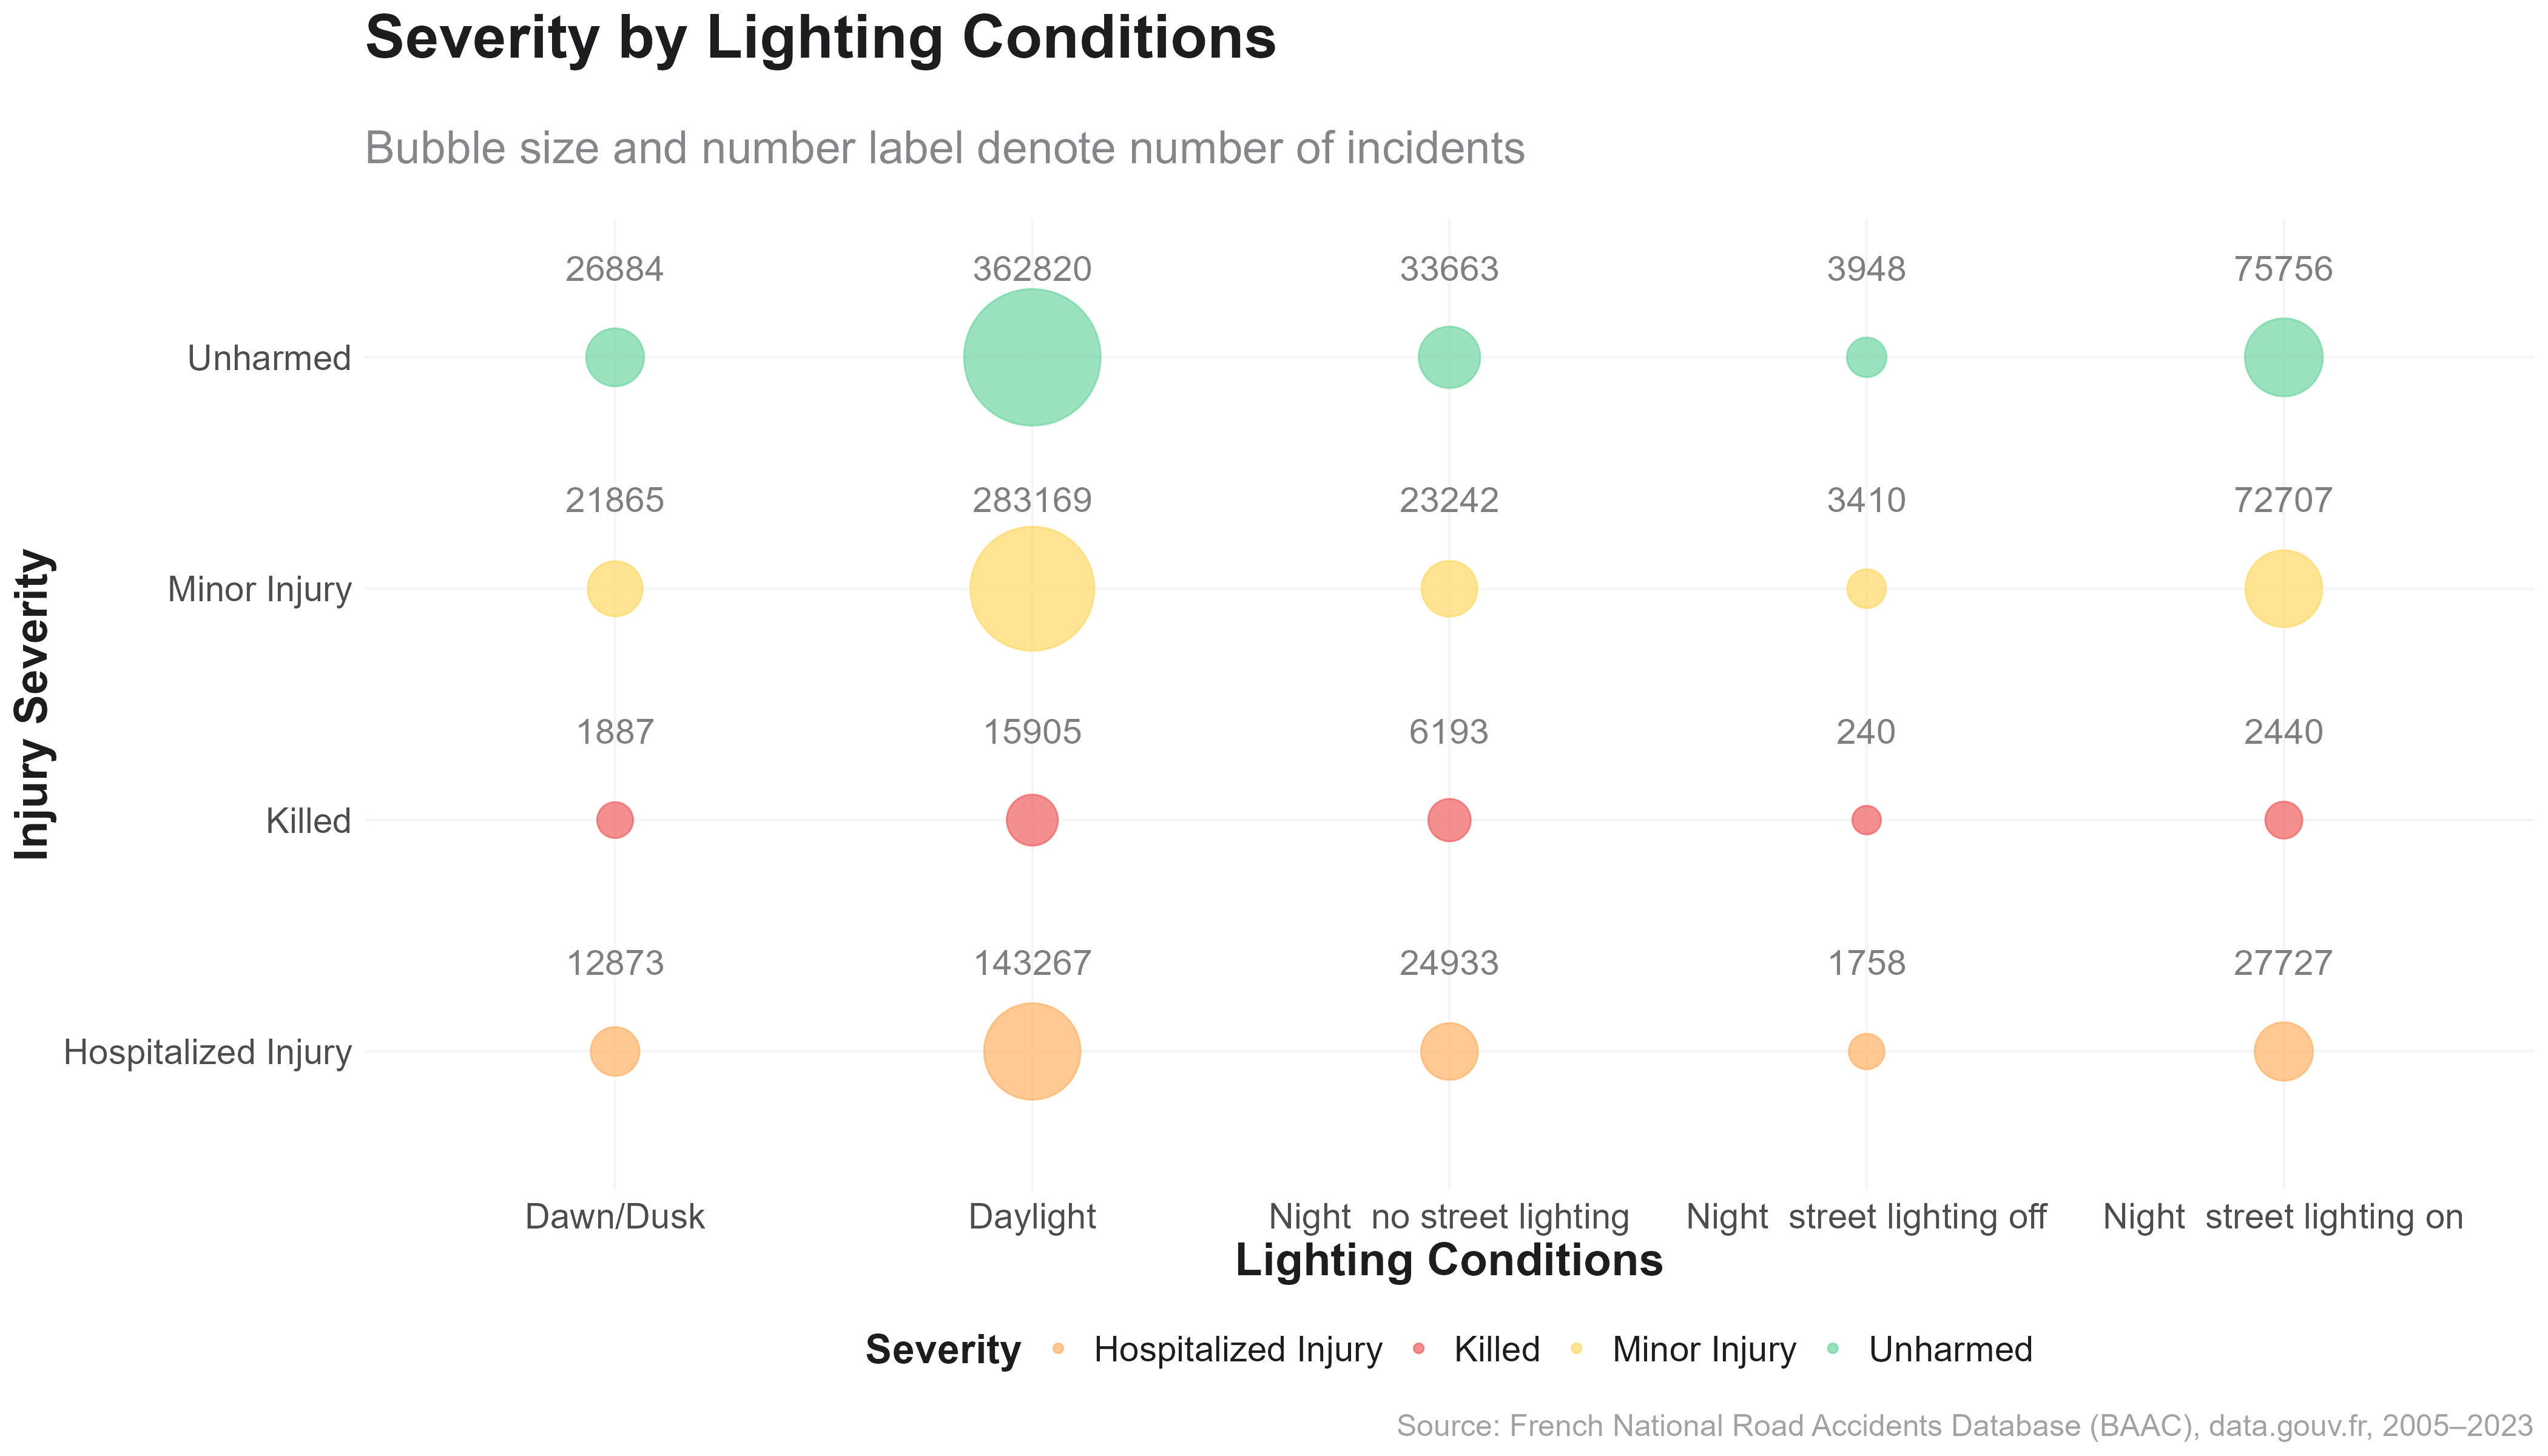 Severity by Lighting Conditions
Bubble size and number label denote number of incidents
26884 362820 33663 3948 75756
Unharmed
21865 283169 23242 3410 72707
Minor Injury
1887 15905 6193 240 2440
Killed
12873 143267 24933 1758 27727
Hospitalized Injury
Injury Severity
Dawn/Dusk Daylight Night  no street lighting Night  street lighting off Night  street lighting on
Lighting Conditions
Severity Hospitalized Injury Killed Minor Injury Unharmed
Source: French National Road Accidents Database (BAAC), data.gouv.fr, 2005–2023